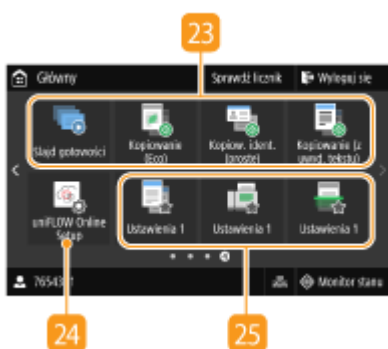 23
Główny Sprawdź licznik Wyloguj się
Slajd gotowości
Kopiowanie
(Eco)
Kopiow. ident.
(proste)
Kopiowanie (z
uwyd. tekstu)
uniFLOW Online
Setup
Ustawienia 1 Ustawienia 1 Ustawienia 1
Monitor stanu
24 25